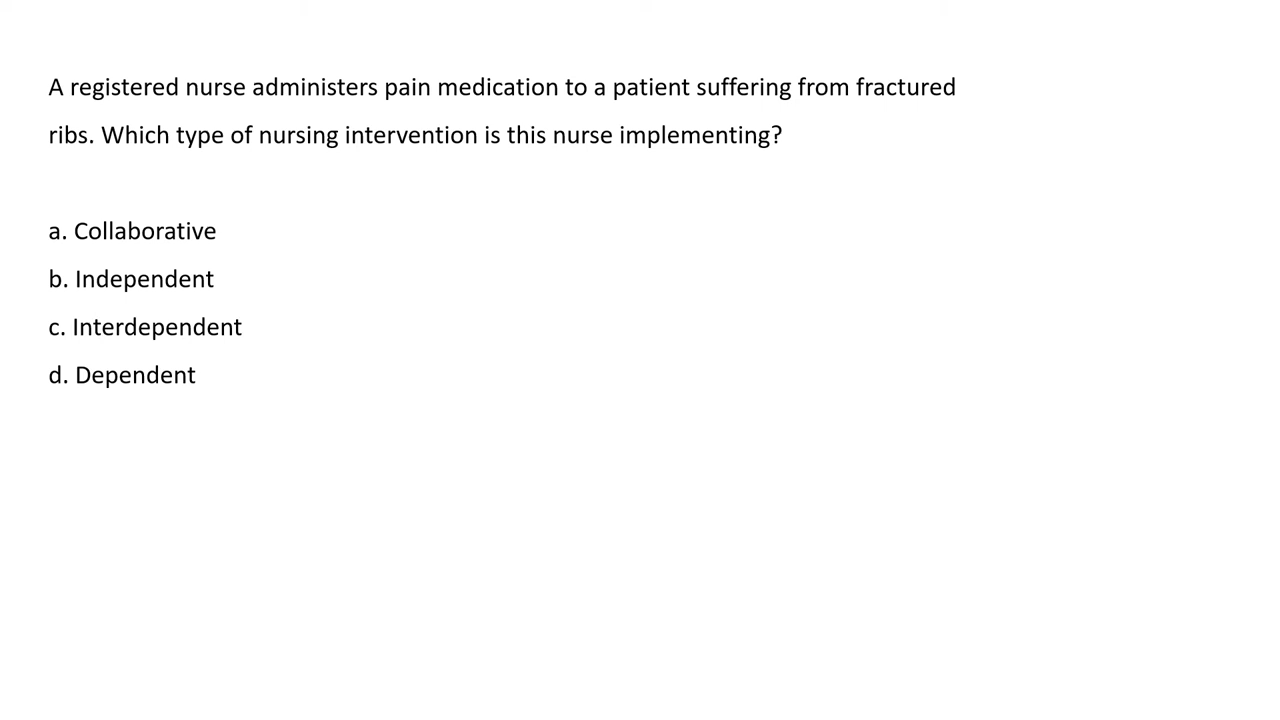 A registered nurse administers pain medication to a patient suffering from fractured
ribs. Which type of nursing intervention is this nurse implementing?
a. Collaborative
b. Independent
c. Interdependent
d. Dependent